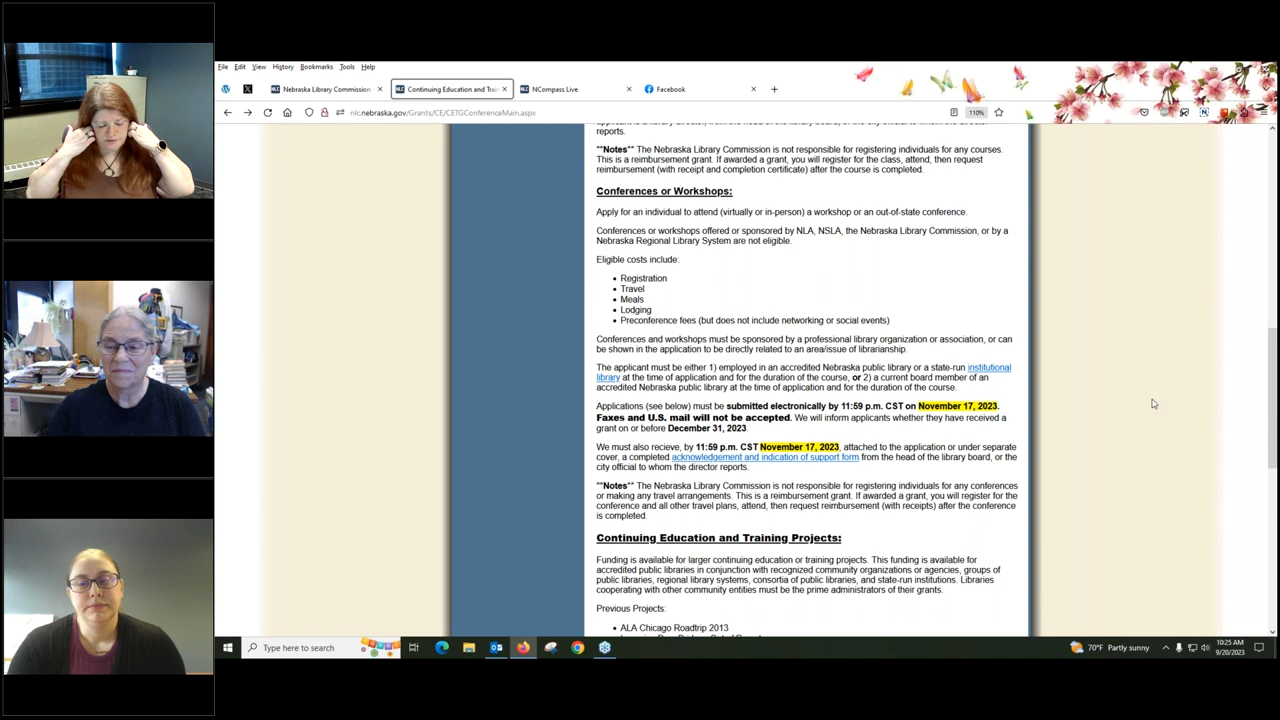 File Edit View History Bookmarks Tools Help
Nebraska Library Commission - × Continuing Education and Trai × NCompass Live × Facebook × +
nlc.nebraska.gov/Grants/CE/CETGConferenceMain.aspx 110%
reports.
**Notes** The Nebraska Library Commission is not responsible for registering individuals for any courses.
This is a reimbursement grant. If awarded a grant, you will register for the class, attend, then request
reimbursement (with receipt and completion certificate) after the course is completed.
Conferences or Workshops:
Apply for an individual to attend (virtually or in-person) a workshop or an out-of-state conference.
Conferences or workshops offered or sponsored by NLA, NSLA, the Nebraska Library Commission, or by a
Nebraska Regional Library System are not eligible.
Eligible costs include:
• Registration
• Travel
• Meals
• Lodging
• Preconference fees (but does not include networking or social events)
Conferences and workshops must be sponsored by a professional library organization or association, or can
be shown in the application to be directly related to an area/issue of librarianship.
The applicant must be either 1) employed in an accredited Nebraska public library or a state-run institutional
library at the time of application and for the duration of the course, or 2) a current board member of an
accredited Nebraska public library at the time of application and for the duration of the course.
Applications (see below) must be submitted electronically by 11:59 p.m. CST on November 17, 2023.
Faxes and U.S. mail will not be accepted. We will inform applicants whether they have received a
grant on or before December 31, 2023.
We must also recieve, by 11:59 p.m. CST November 17, 2023, attached to the application or under separate
cover, a completed acknowledgement and indication of support form from the head of the library board, or the
city official to whom the director reports.
**Notes** The Nebraska Library Commission is not responsible for registering individuals for any conferences
or making any travel arrangements. This is a reimbursement grant. If awarded a grant, you will register for the
conference and all other travel plans, attend, then request reimbursement (with receipts) after the conference
is completed.
Continuing Education and Training Projects:
Funding is available for larger continuing education or training projects. This funding is available for
accredited public libraries in conjunction with recognized community organizations or agencies, groups of
public libraries, regional library systems, consortia of public libraries, and state-run institutions. Libraries
cooperating with other community entities must be the prime administrators of their grants.
Previous Projects:
• ALA Chicago Roadtrip 2013
Type here to search
70°F Partly sunny
10:25 AM
9/20/2023